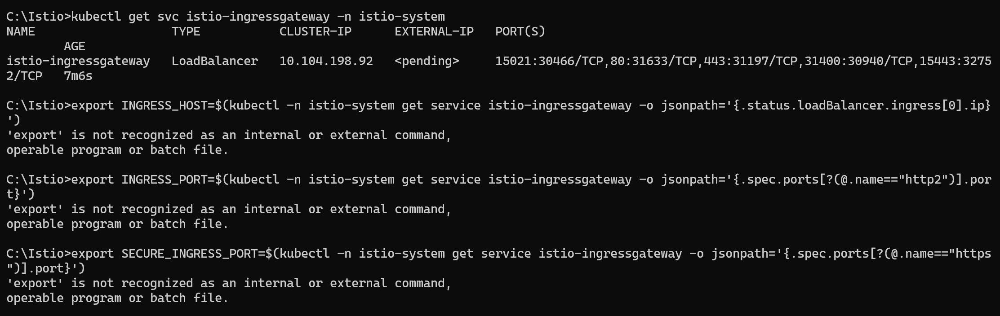 C:\Istio>kubectl get svc istio-ingressgateway -n istio-system
NAME                   TYPE           CLUSTER-IP      EXTERNAL-IP   PORT(S)
        AGE
istio-ingressgateway   LoadBalancer   10.104.198.92   <pending>     15021:30466/TCP,80:31633/TCP,443:31197/TCP,31400:30940/TCP,15443:3275
2/TCP   7m6s

C:\Istio>export INGRESS_HOST=$(kubectl -n istio-system get service istio-ingressgateway -o jsonpath='{.status.loadBalancer.ingress[0].ip}
')
'export' is not recognized as an internal or external command,
operable program or batch file.

C:\Istio>export INGRESS_PORT=$(kubectl -n istio-system get service istio-ingressgateway -o jsonpath='{.spec.ports[?(@.name=="http2")].por
t}')
'export' is not recognized as an internal or external command,
operable program or batch file.

C:\Istio>export SECURE_INGRESS_PORT=$(kubectl -n istio-system get service istio-ingressgateway -o jsonpath='{.spec.ports[?(@.name=="https
")].port}')
'export' is not recognized as an internal or external command,
operable program or batch file.